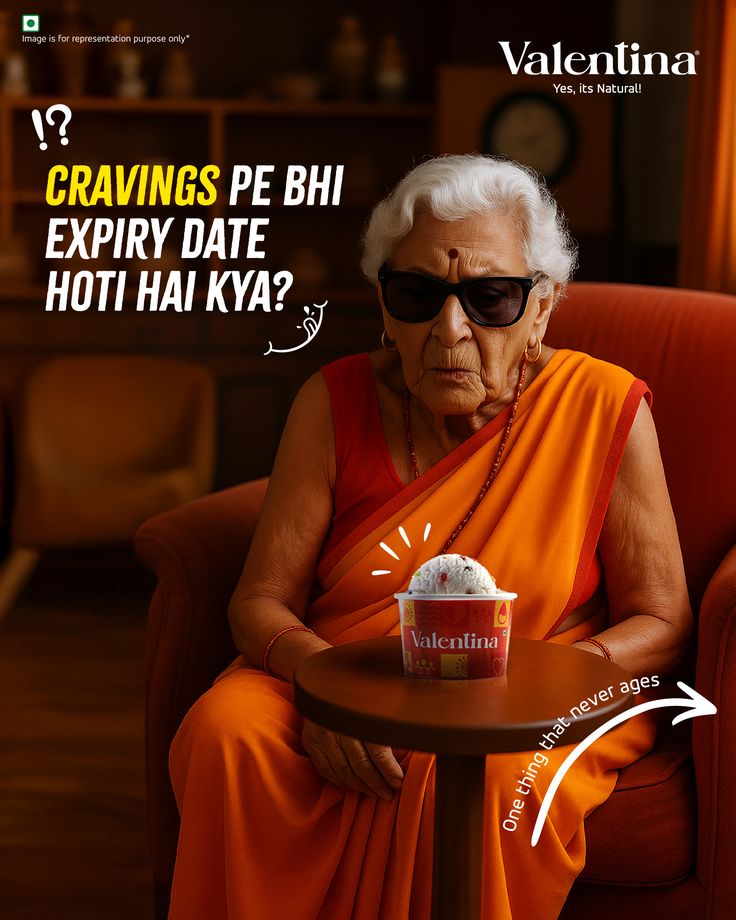 Image is for representation purpose only*
Valentina®
Yes, its Natural!
!?
CRAVINGS PE BHI
EXPIRY DATE
HOTI HAI KYA?
Valentina
One thing that never ages